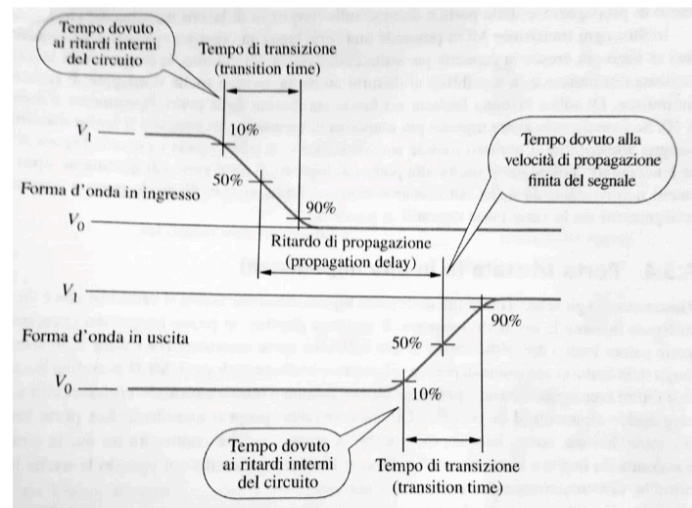 Tempo dovuto
ai ritardi interni
del circuito
Tempo di transizione
(transition time)
V1
10%
50%
90%
Forma d'onda in ingresso
V0
Tempo dovuto alla
velocità di propagazione
finita del segnale
Ritardo di propagazione
(propagation delay)
V1
90%
Forma d'onda in uscita
50%
V0
10%
Tempo dovuto
ai ritardi interni
del circuito
Tempo di transizione
(transition time)